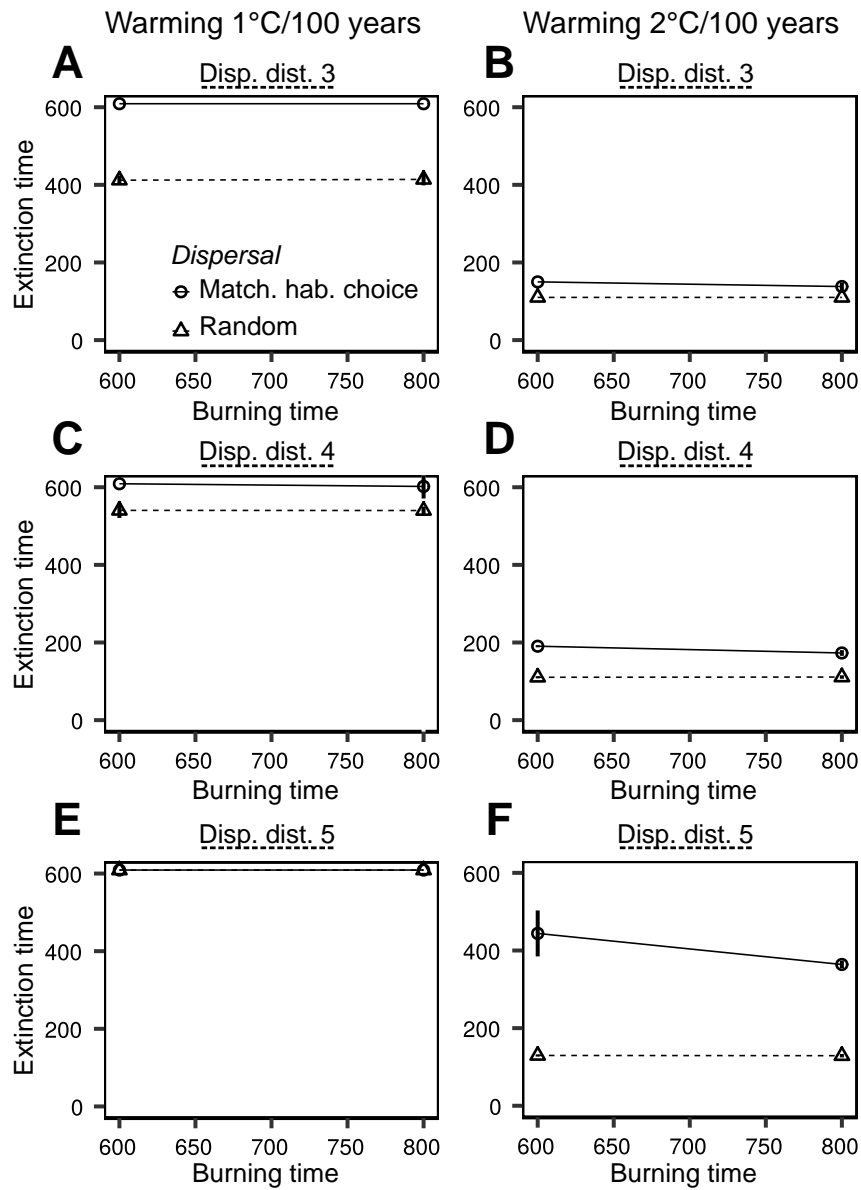 Warming 1°C/100 years
Warming 2°C/100 years
A
Disp. dist. 3
Extinction time
600
400
200
0
Dispersal
Match. hab. choice
Random
600 650 700 750 800
Burning time
B
Disp. dist. 3
600
400
200
0
600 650 700 750 800
Burning time
C
Disp. dist. 4
Extinction time
600
400
200
0
600 650 700 750 800
Burning time
D
Disp. dist. 4
600
400
200
0
600 650 700 750 800
Burning time
E
Disp. dist. 5
Extinction time
600
400
200
0
600 650 700 750 800
Burning time
F
Disp. dist. 5
600
400
200
0
600 650 700 750 800
Burning time